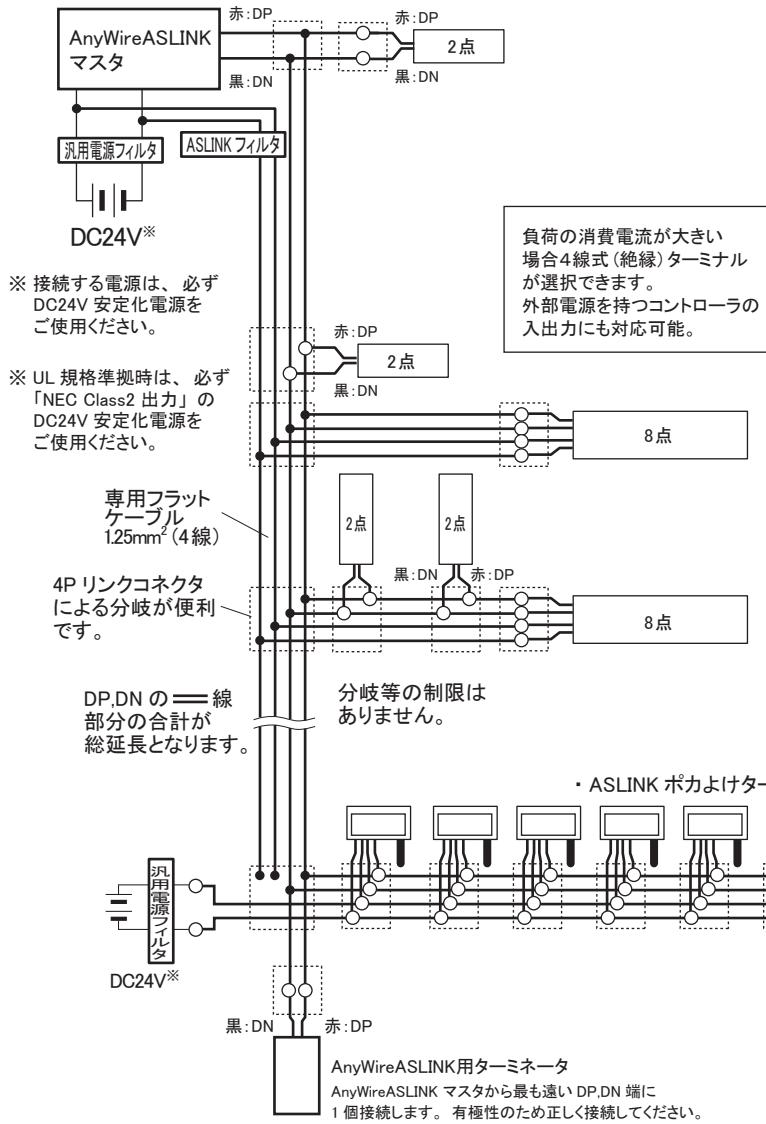 赤:DP
赤:DP
AnyWireASLINK
マスタ
2点
黒:DN
黒:DN
汎用電源フィルタ
ASLINK フィルタ
DC24V※
負荷の消費電流が大きい
場合4線式(絶縁)ターミナル
が選択できます。
外部電源を持つコントローラの
入出力にも対応可能。
※ 接続する電源は、必ず
DC24V 安定化電源を
ご使用ください。
赤:DP
2点
黒:DN
※ UL 規格準拠時は、必ず
「NEC Class2 出力」の
DC24V 安定化電源を
ご使用ください。
8点
専用フラット
ケーブル
1.25mm² (4線)
2点
2点
黒:DN
赤:DP
4P リンクコネクタ
による分岐が便利
です。
8点
DP,DN の 線
部分の合計が
総延長となります。
分岐等の制限は
ありません。
・ASLINK ポカよけター
汎用電源フィルタ
DC24V※
黒:DN
赤:DP
AnyWireASLINK用ターミネータ
AnyWireASLINK マスタから最も遠い DP,DN 端に
1 個接続します。有極性のため正しく接続してください。